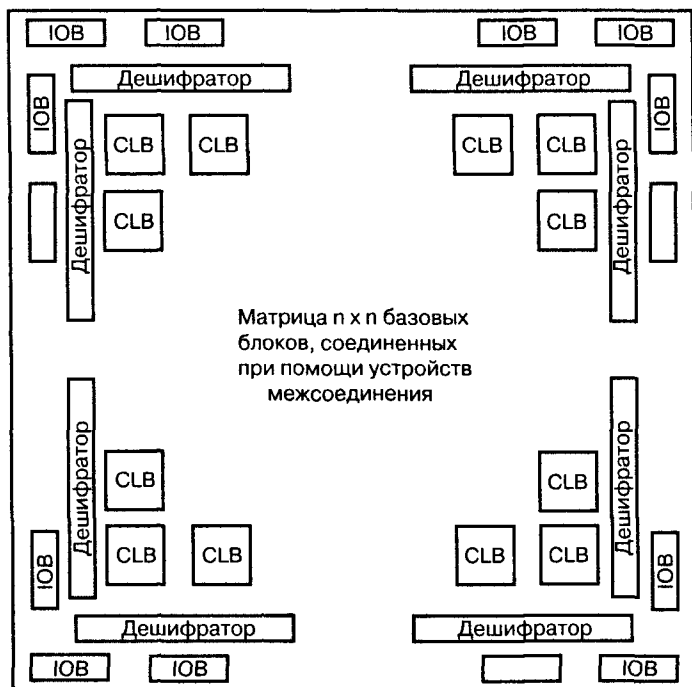 IOB IOB IOB IOB
Дешифратор Дешифратор
IOB IOB
Дешифратор Дешифратор
CLB CLB CLB CLB
CLB CLB
Матрица n x n базовых
блоков, соединенных
при помощи устройств
межсоединения
Дешифратор Дешифратор
CLB CLB
CLB CLB CLB CLB
IOB IOB
Дешифратор Дешифратор
IOB IOB IOB